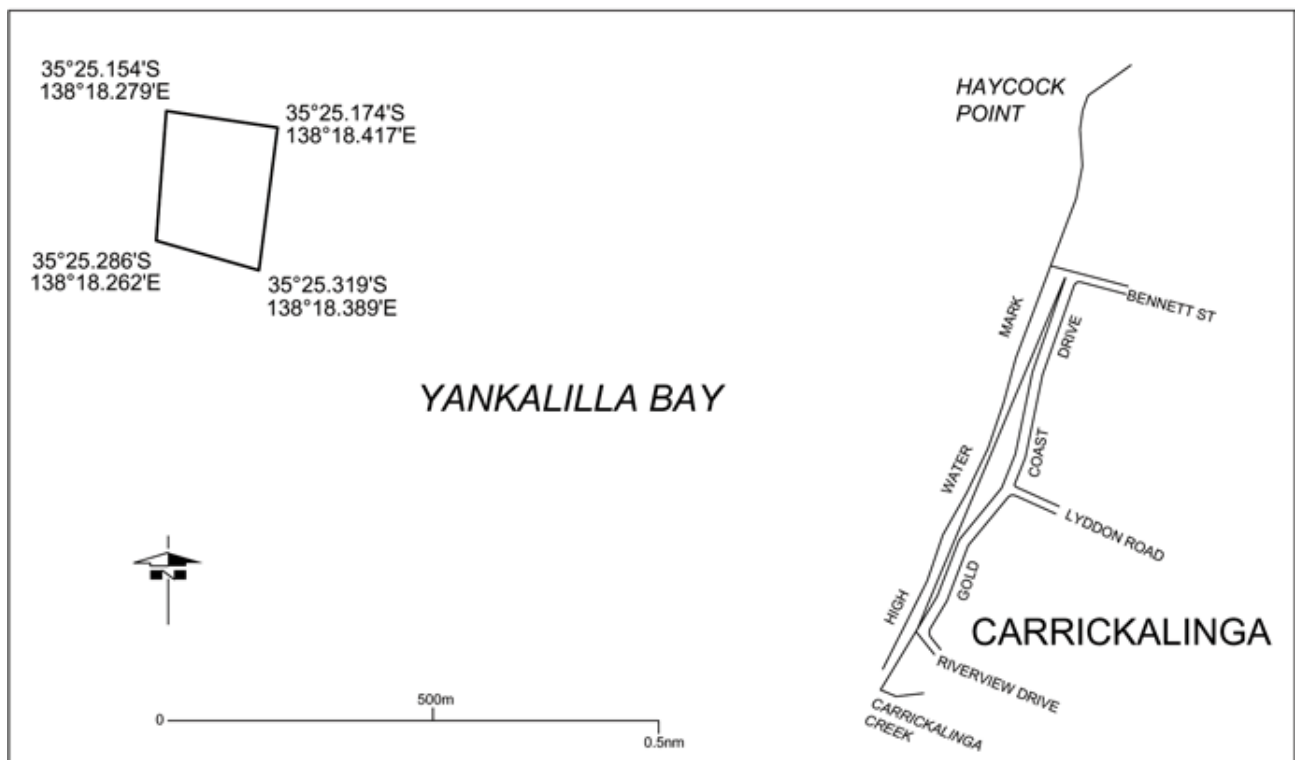 35°25.154'S
138°18.279'E
35°25.174'S
138°18.417'E
35°25.286'S
138°18.262'E
35°25.319'S
138°18.389'E
HAYCOCK
POINT
YANKALILLA BAY
BENNETT ST
HIGH WATER MARK
GOLD COAST DRIVE
LYDDON ROAD
CARRICKALINGA
RIVERVIEW DRIVE
CARRICKALINGA
CREEK
N
0
500m
0.5nm